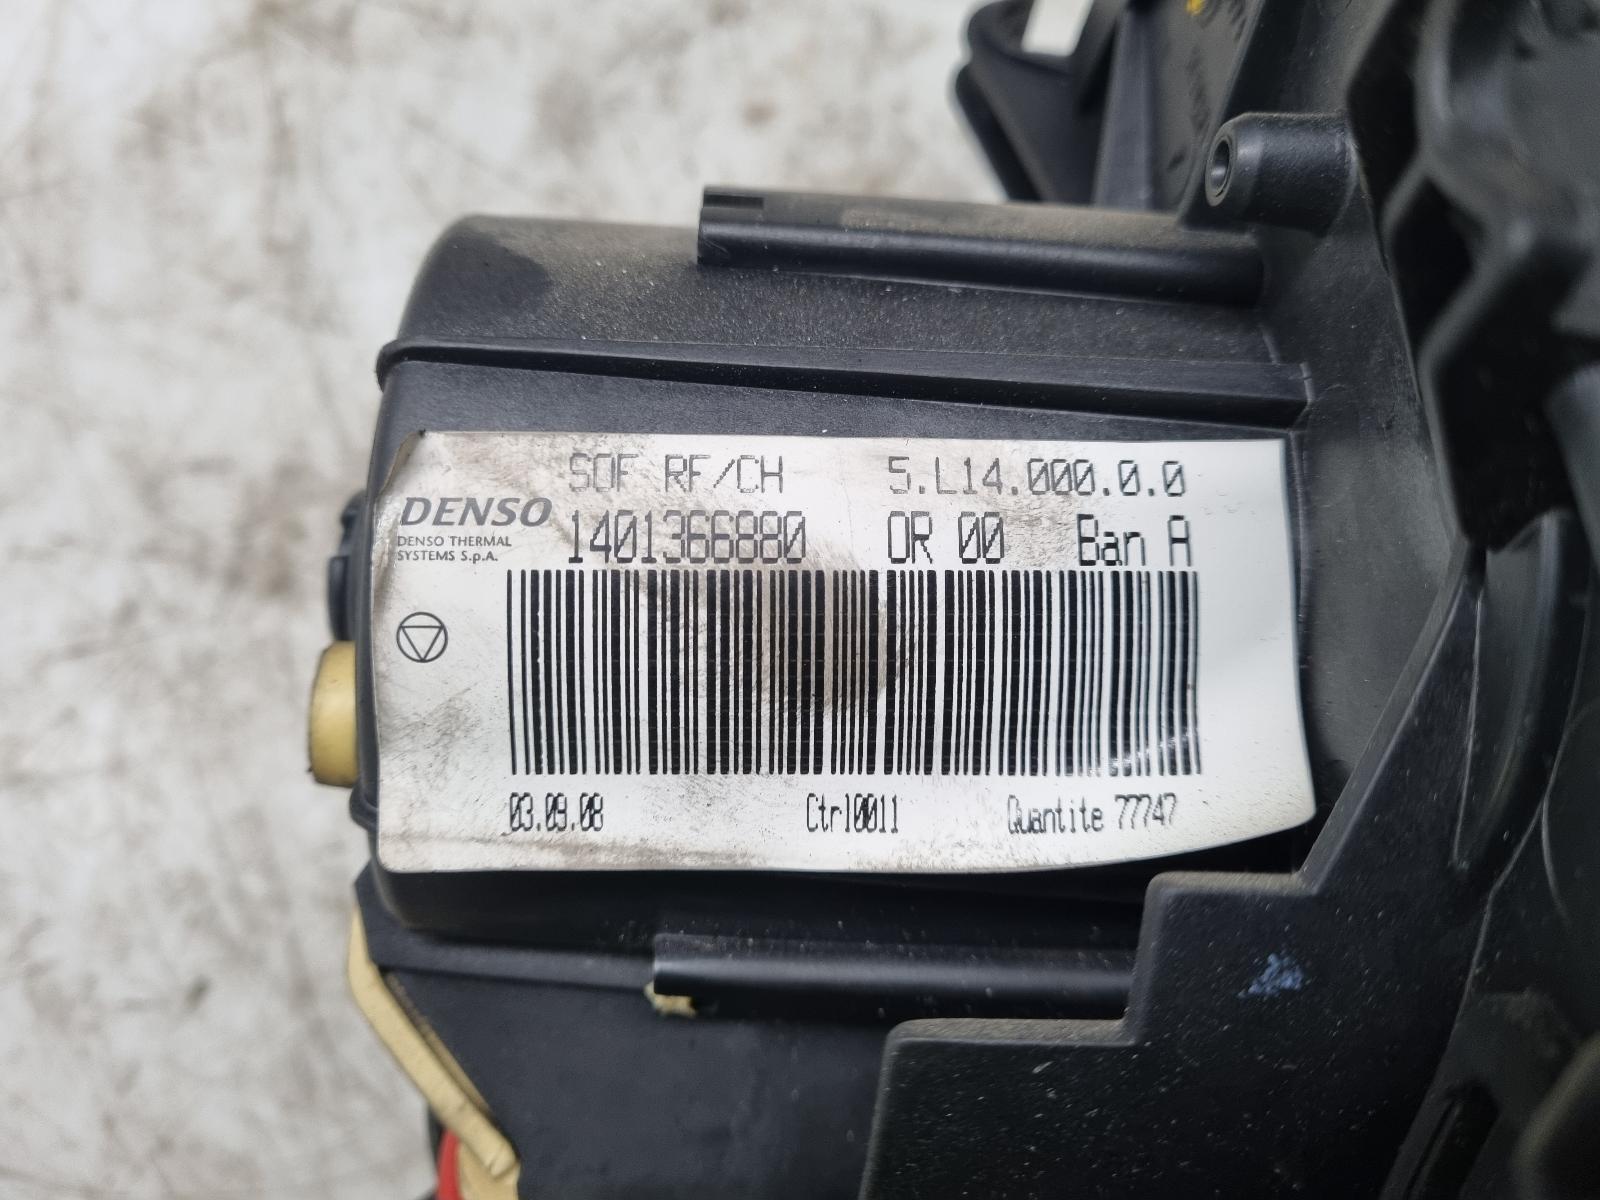 SOF RF/CH 5.L14.000.0.0
DENSO
DENSO THERMAL
SYSTEMS S.p.A.
1401366880 OR 00 Ban A
03.09.08 Ctrl0011 Quantite 77747